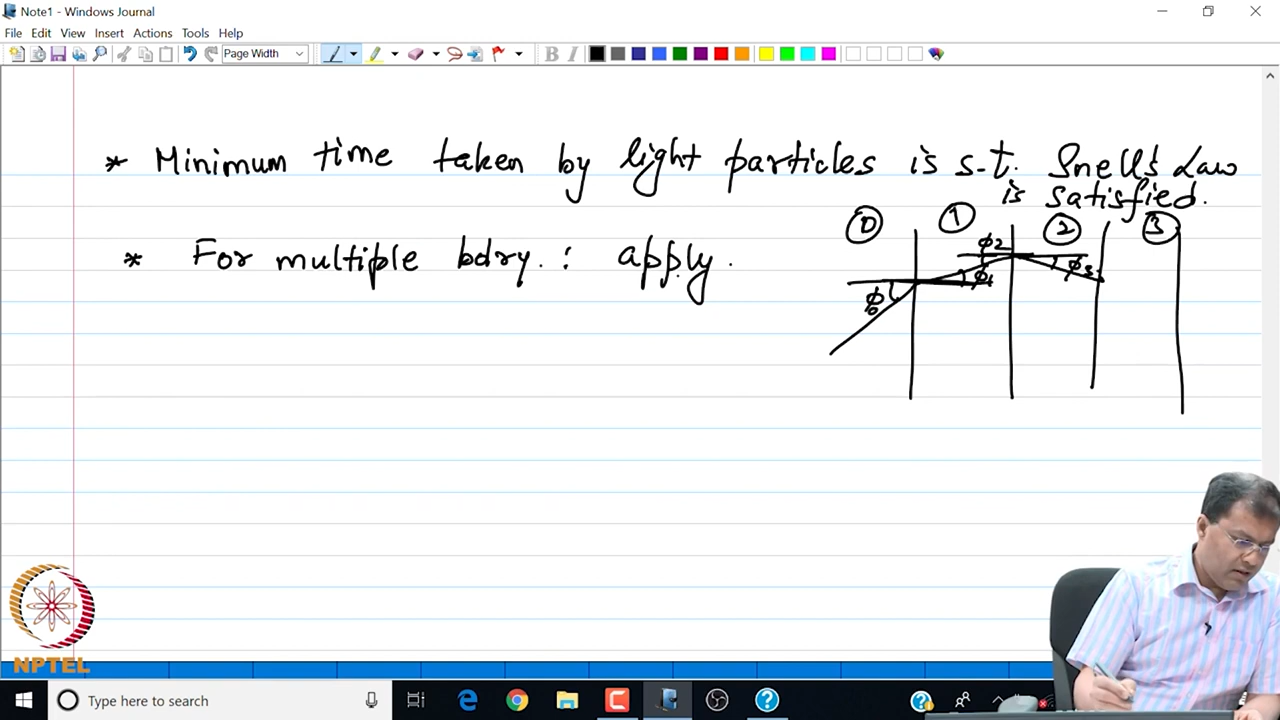 Note1 - Windows Journal
File Edit View Insert Actions Tools Help
Page Width B I
* Minimum time taken by light particles is s.t. Snell's Law
is satisfied.
0 1 2 3
* For multiple bdry. : apply.
ϕ0 ϕ1 ϕ2 ϕ3
NPTEL
Type here to search